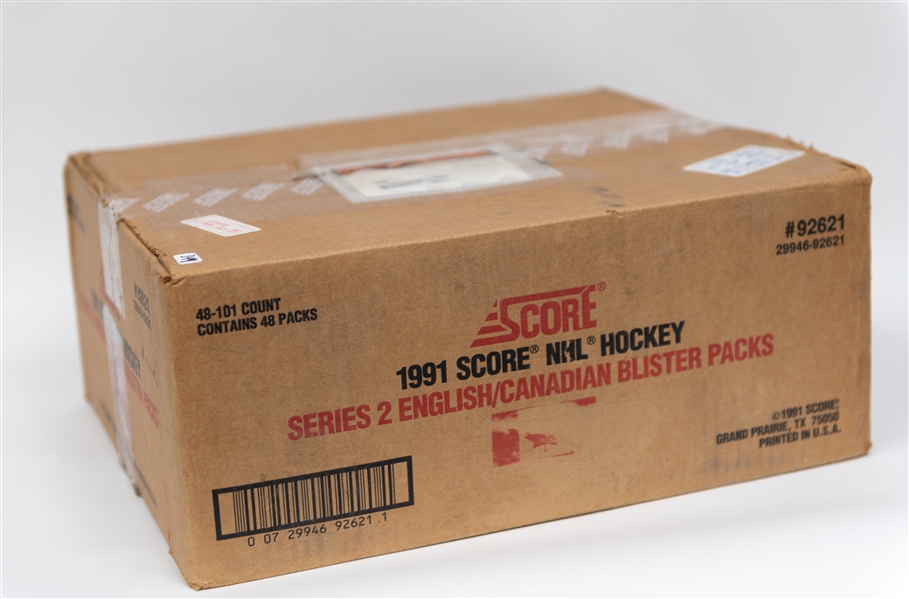 #92621
29946-92621
48-101 COUNT
CONTAINS 48 PACKS
SCORE®
1991 SCORE® NHL® HOCKEY
SERIES 2 ENGLISH/CANADIAN BLISTER PACKS
©1991 SCORE®
GRAND PRAIRIE, TX 75050
PRINTED IN U.S.A.
0 07 29946 92621 1